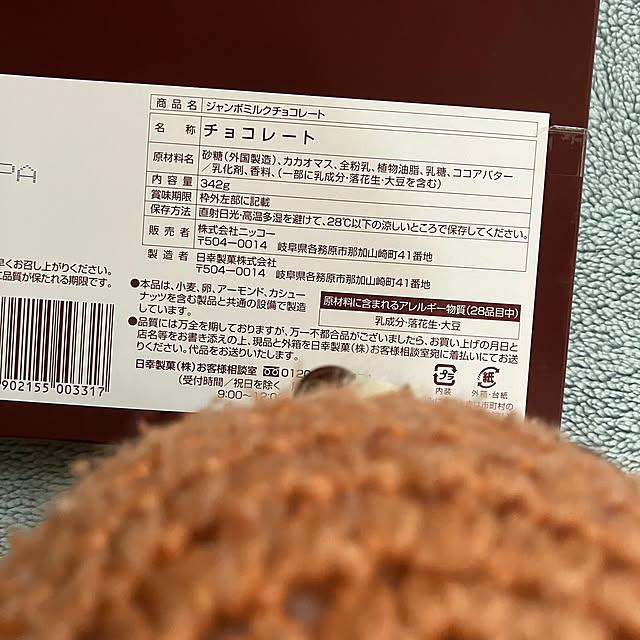 商品名 ジャンボミルクチョコレート
名称 チョコレート
原材料名 砂糖(外国製造)、カカオマス、全粉乳、植物油脂、乳糖、ココアバター
/乳化剤、香料、(一部に乳成分・落花生・大豆を含む)
内容量 342g
賞味期限 枠外左部に記載
保存方法 直射日光・高温多湿を避けて、28℃以下の涼しいところで保存してください。
販売者 株式会社ニッコー
〒504-0014 岐阜県各務原市那加山崎町41番地
製造者 日幸製菓株式会社
〒504-0014 岐阜県各務原市那加山崎町41番地
PA
早くお召し上がりください。
品質が保たれる期限です。
●本品は、小麦、卵、アーモンド、カシュー
ナッツを含む製品と共通の設備で製造
しています。
原材料に含まれるアレルギー物質(28品目中)
乳成分・落花生・大豆
●品質には万全を期しておりますが、万一不都合品がございましたら、お買い上げの月日と
店名等をお書き添えの上、現品と外箱を日幸製菓(株)お客様相談室宛に着払いにてお送
りください。代品をお送りいたします。
日幸製菓(株)お客様相談室 0120
(受付時間/祝日を除く
9:00~12:0
プラ
内装
紙
外箱・台紙
902155 003317